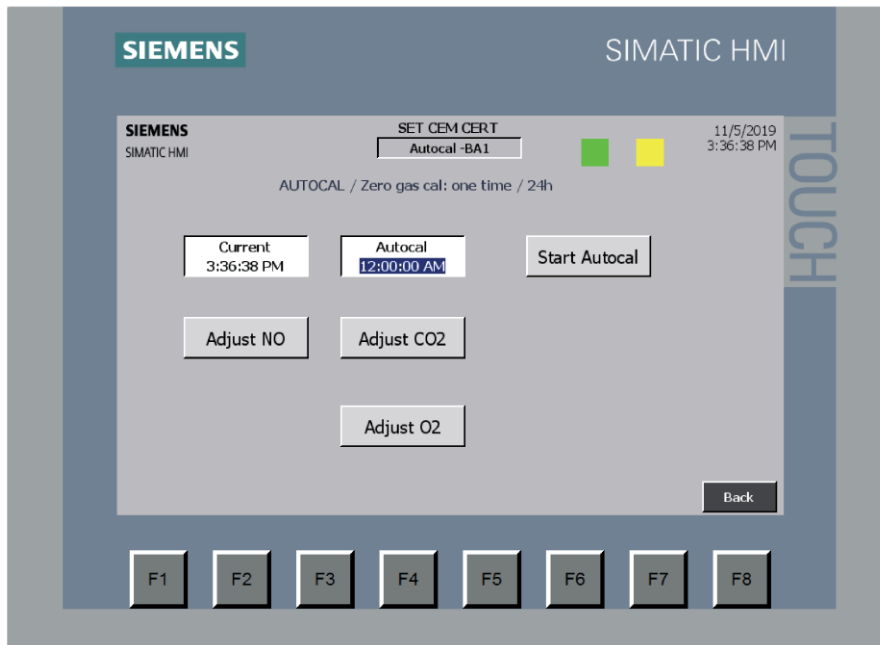 SIEMENS
SIMATIC HMI
TOUCH
SIEMENS
SIMATIC HMI
SET CEM CERT
Autocal -BA1
11/5/2019
3:36:38 PM
AUTOCAL / Zero gas cal: one time / 24h
Current
3:36:38 PM
Autocal
12:00:00 AM
Start Autocal
Adjust NO
Adjust CO2
Adjust O2
Back
F1
F2
F3
F4
F5
F6
F7
F8